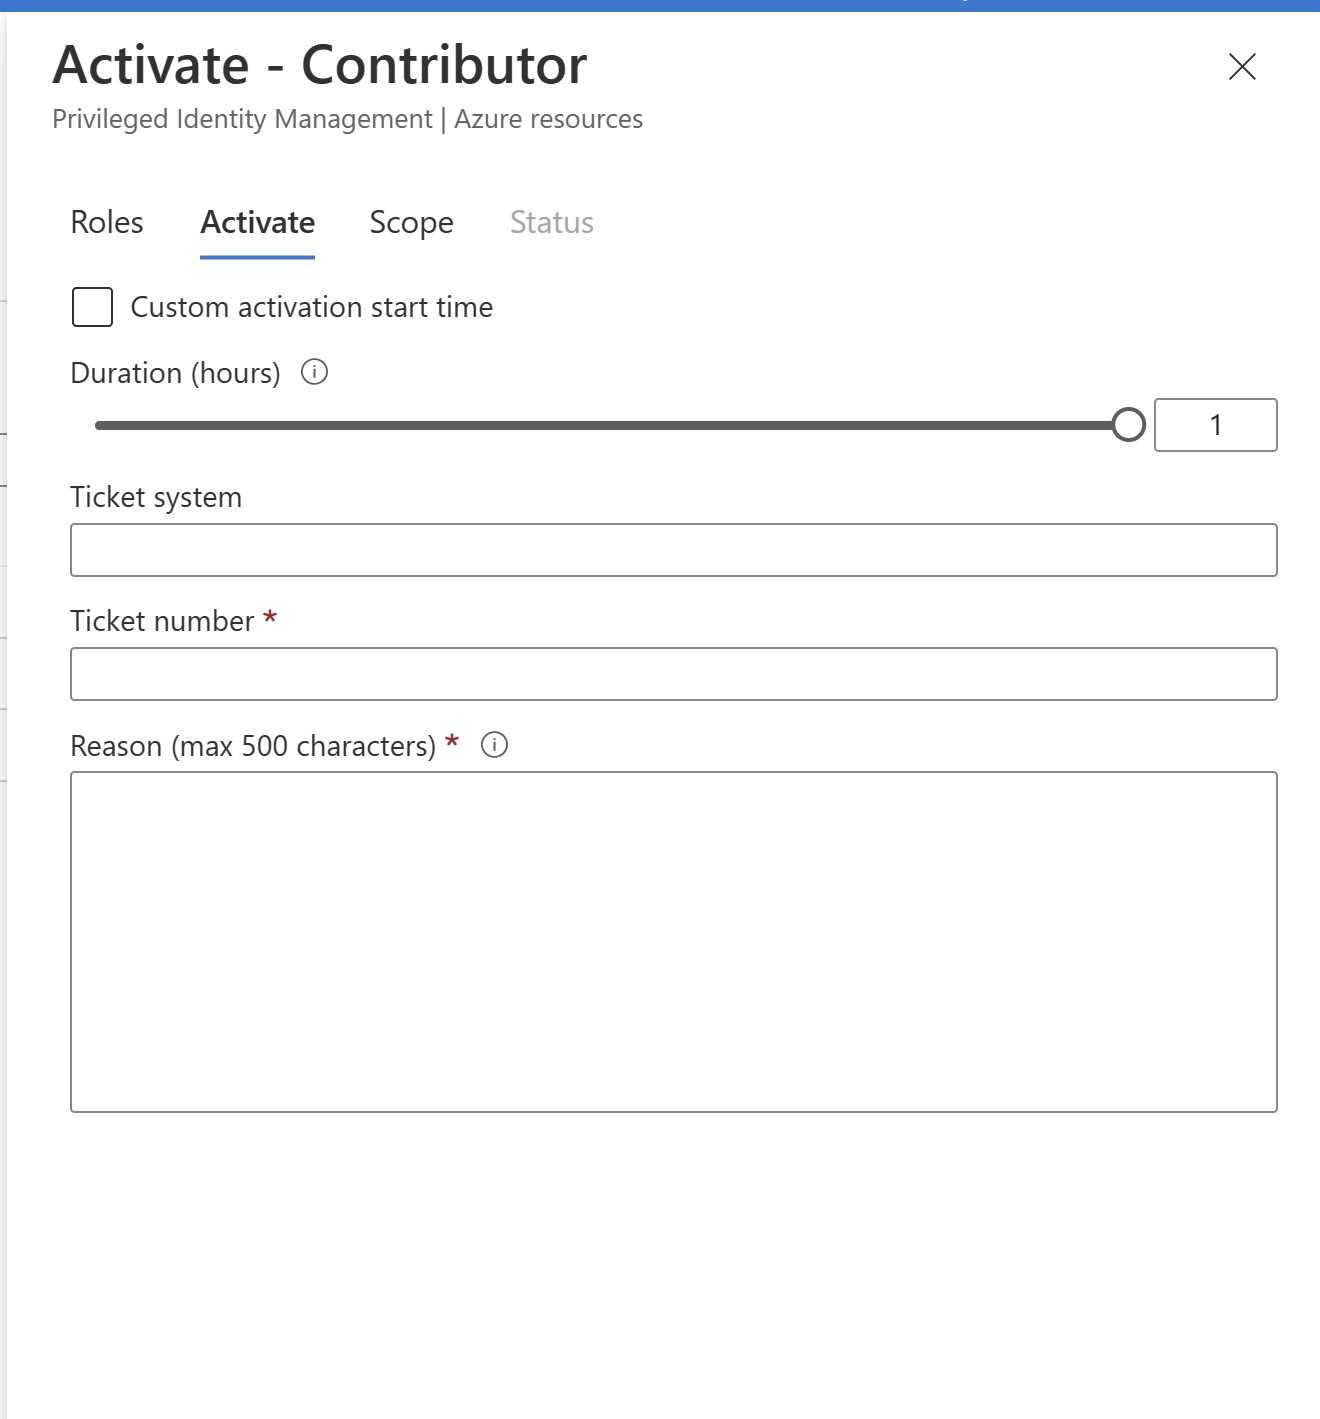 Activate - Contributor
Privileged Identity Management | Azure resources
Roles Activate Scope Status
Custom activation start time
Duration (hours)
1
Ticket system
Ticket number *
Reason (max 500 characters) *